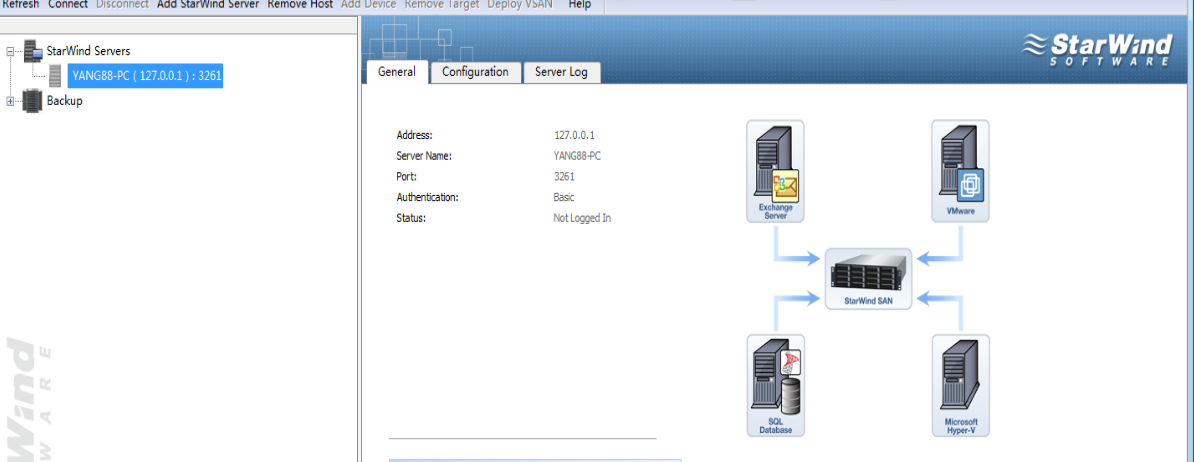 Refresh Connect Disconnect Add StarWind Server Remove Host Add Device Remove Target Deploy VSAN Help
StarWind Servers
YANG88-PC ( 127.0.0.1 ) : 3261
Backup
StarWind
SOFTWARE
General Configuration Server Log
Address: 127.0.0.1
Server Name: YANG88-PC
Port: 3261
Authentication: Basic
Status: Not Logged In
Exchange
Server
VMware
StarWind SAN
SQL
Database
Microsoft
Hyper-V
Wind
WARE